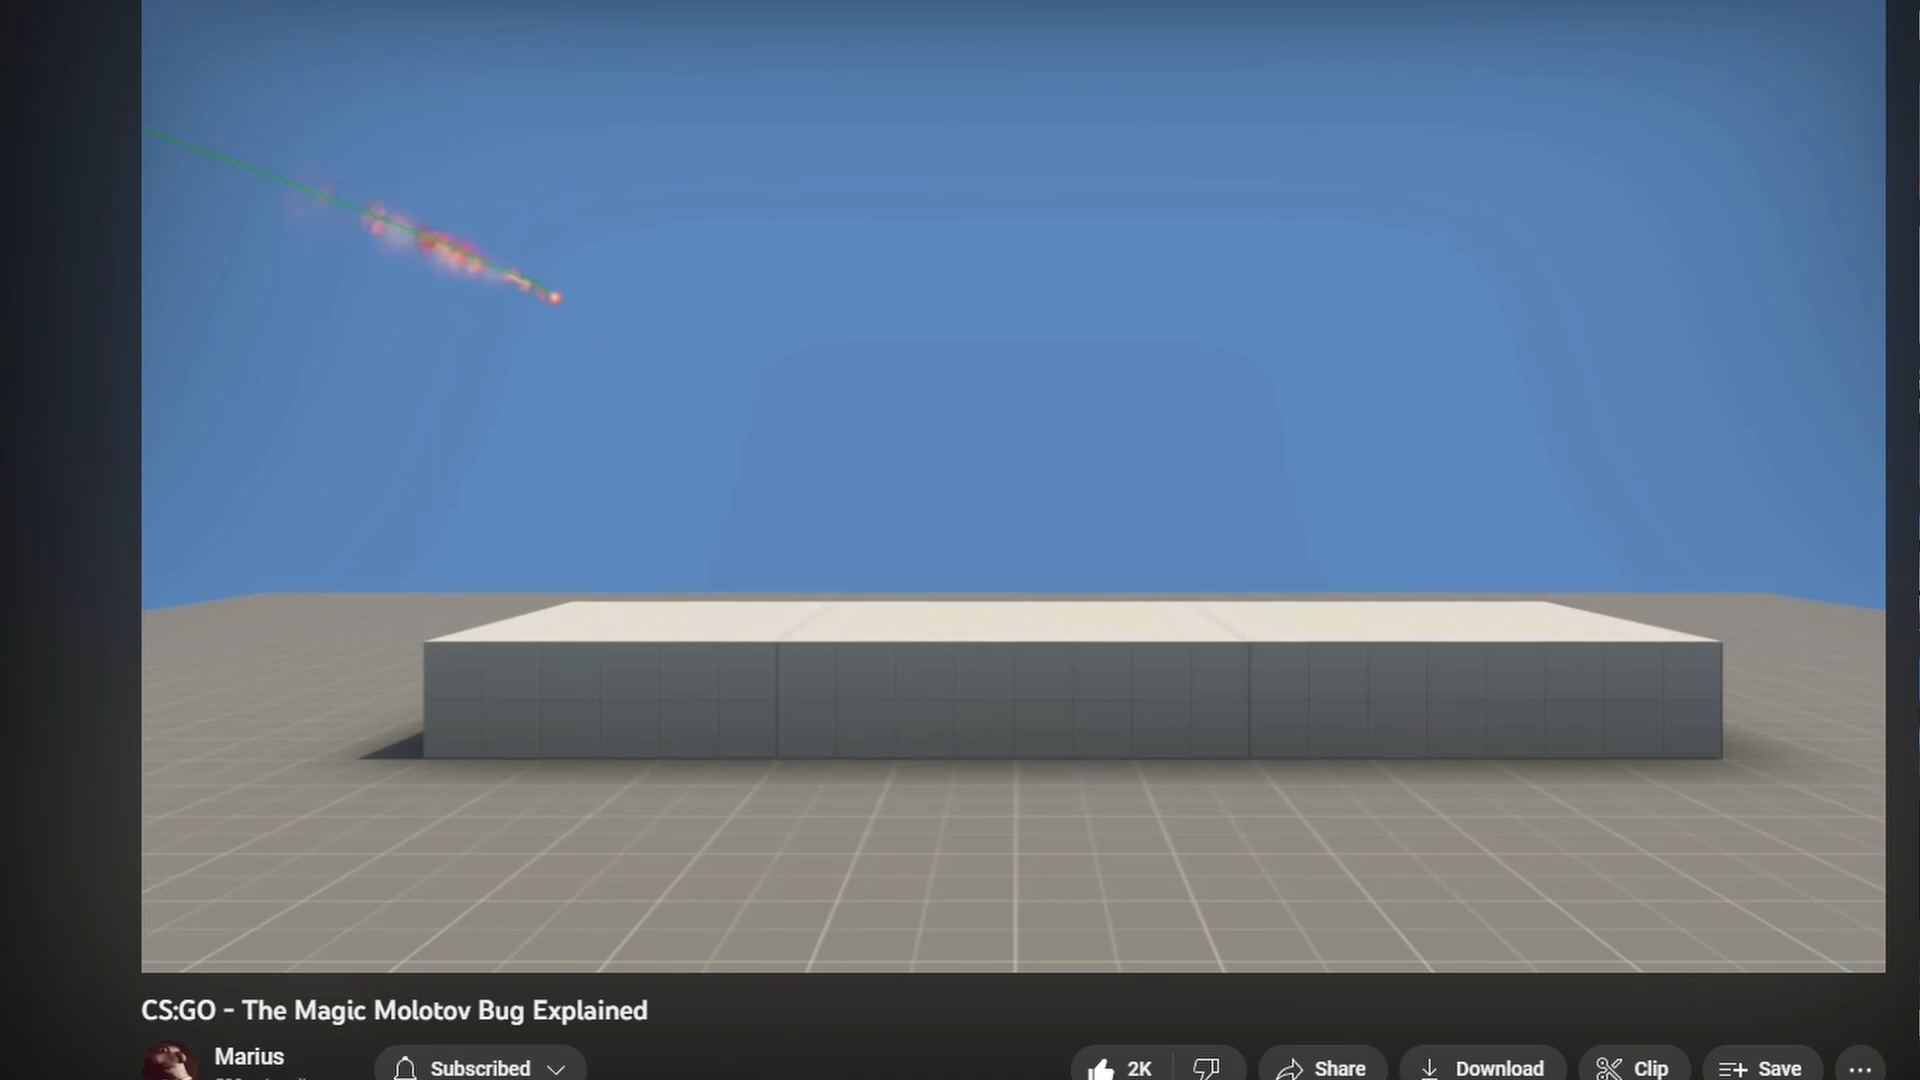 CS:GO - The Magic Molotov Bug Explained
Marius
Subscribed
2K
Share
Download
Clip
Save